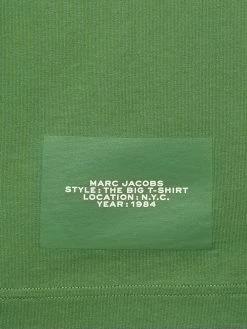 MARC JACOBS
STYLE: THE BIG T-SHIRT
LOCATION: N.Y.C.
YEAR: 1984